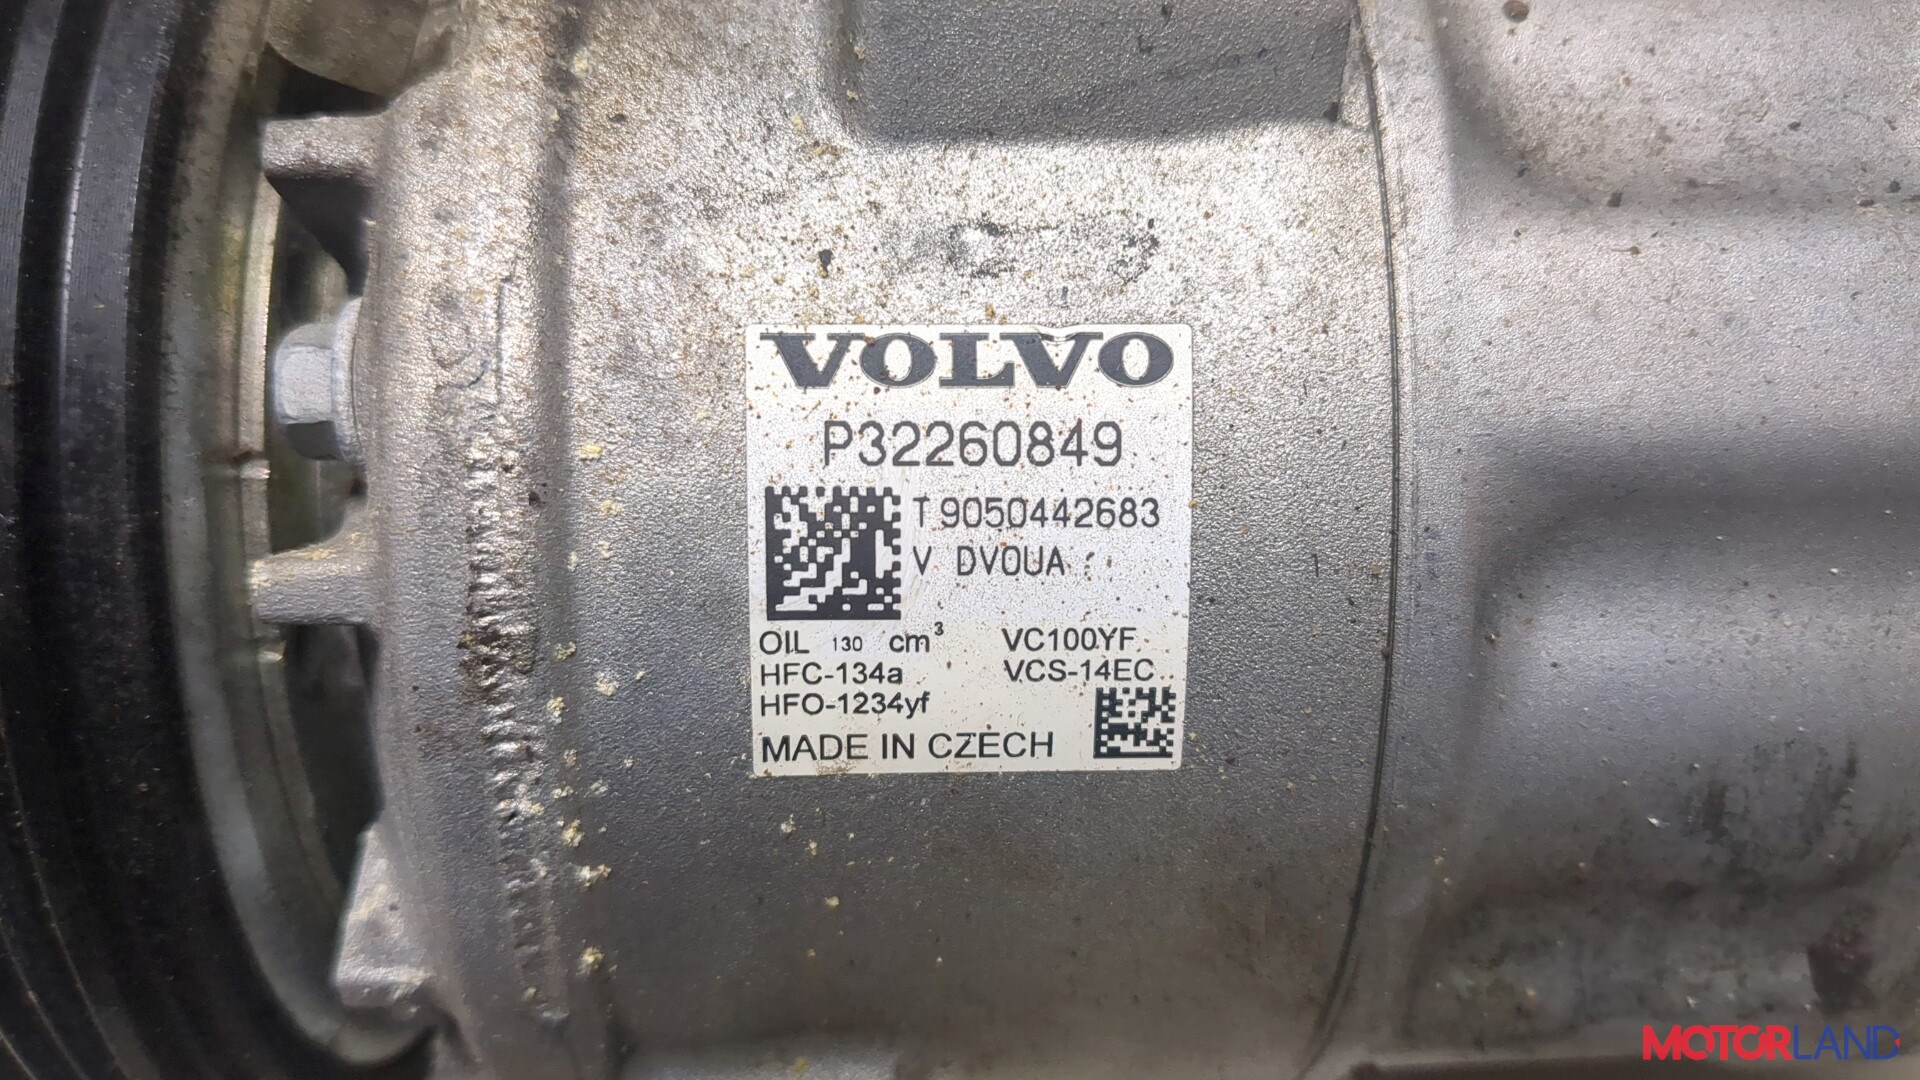 VOLVO
P32260849
T 9050442683
V DV0UA
OIL 130 cm³ VC100YF
HFC-134a VCS-14EC
HFO-1234yf
MADE IN CZECH
MOTORLAND